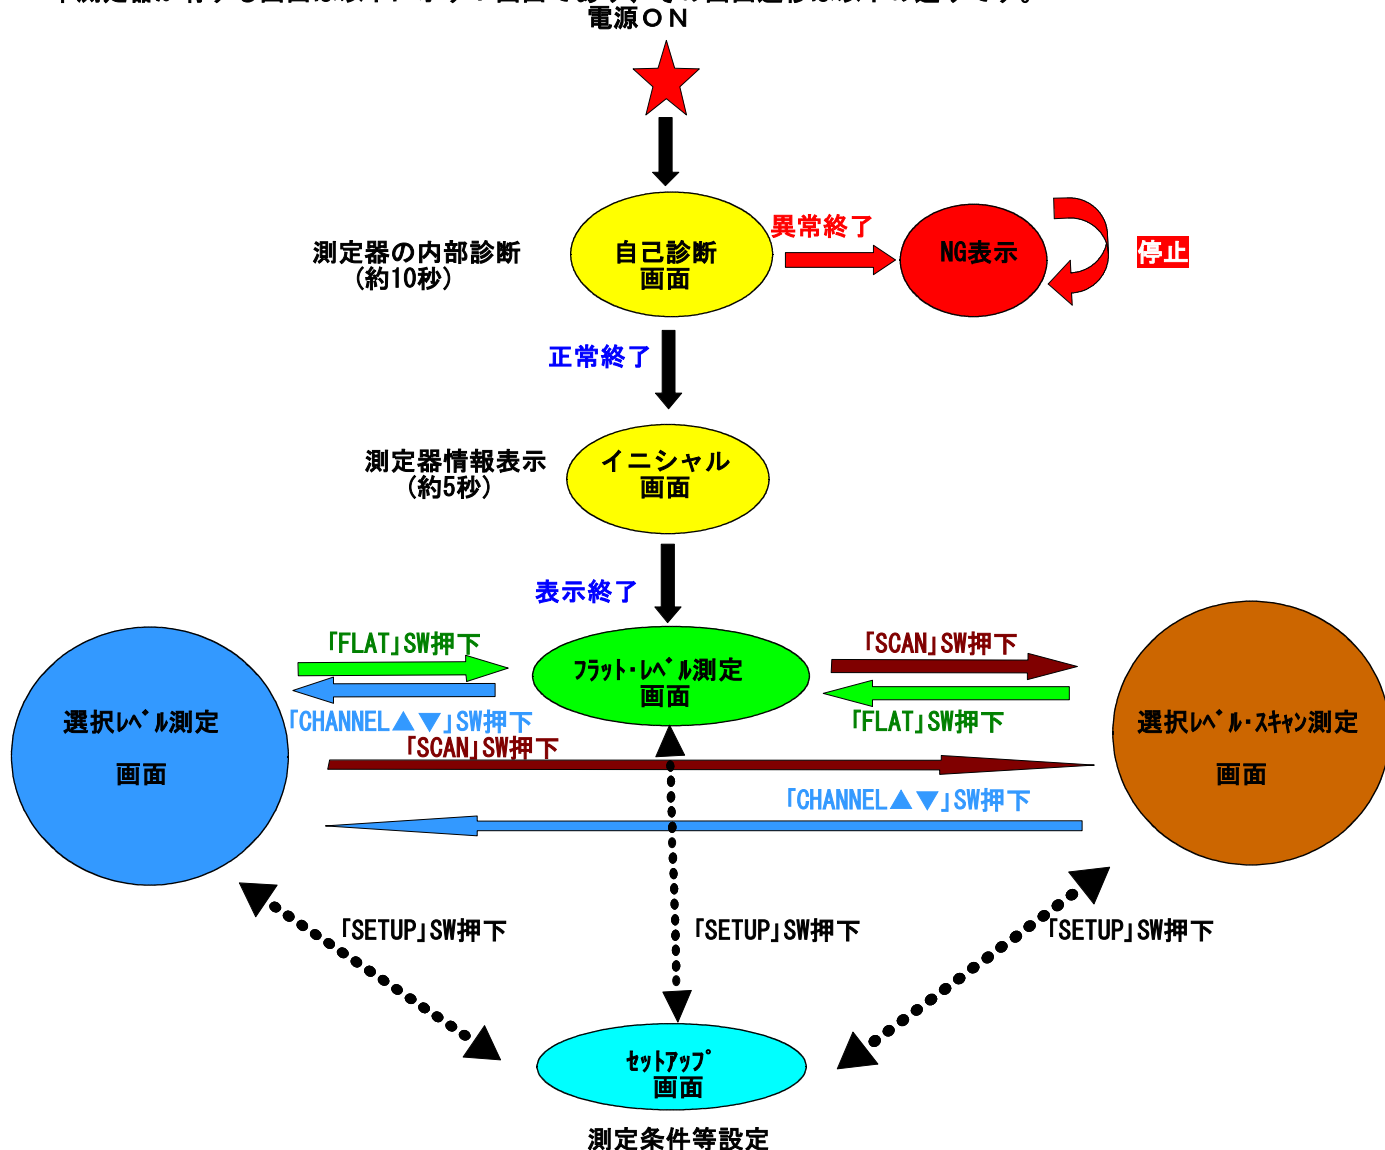 電源ON
異常終了
測定器の内部診断
(約10秒)
自己診断
画面
NG表示
停止
正常終了
測定器情報表示
(約5秒)
イニシャル
画面
表示終了
「FLAT」SW押下
「SCAN」SW押下
フラット・レベル測定
画面
選択レベル測定
画面
「CHANNEL▲▼」SW押下
「FLAT」SW押下
選択レベル・スキャン測定
画面
「SCAN」SW押下
「CHANNEL▲▼」SW押下
「SETUP」SW押下
「SETUP」SW押下
「SETUP」SW押下
セットアップ
画面
測定条件等設定